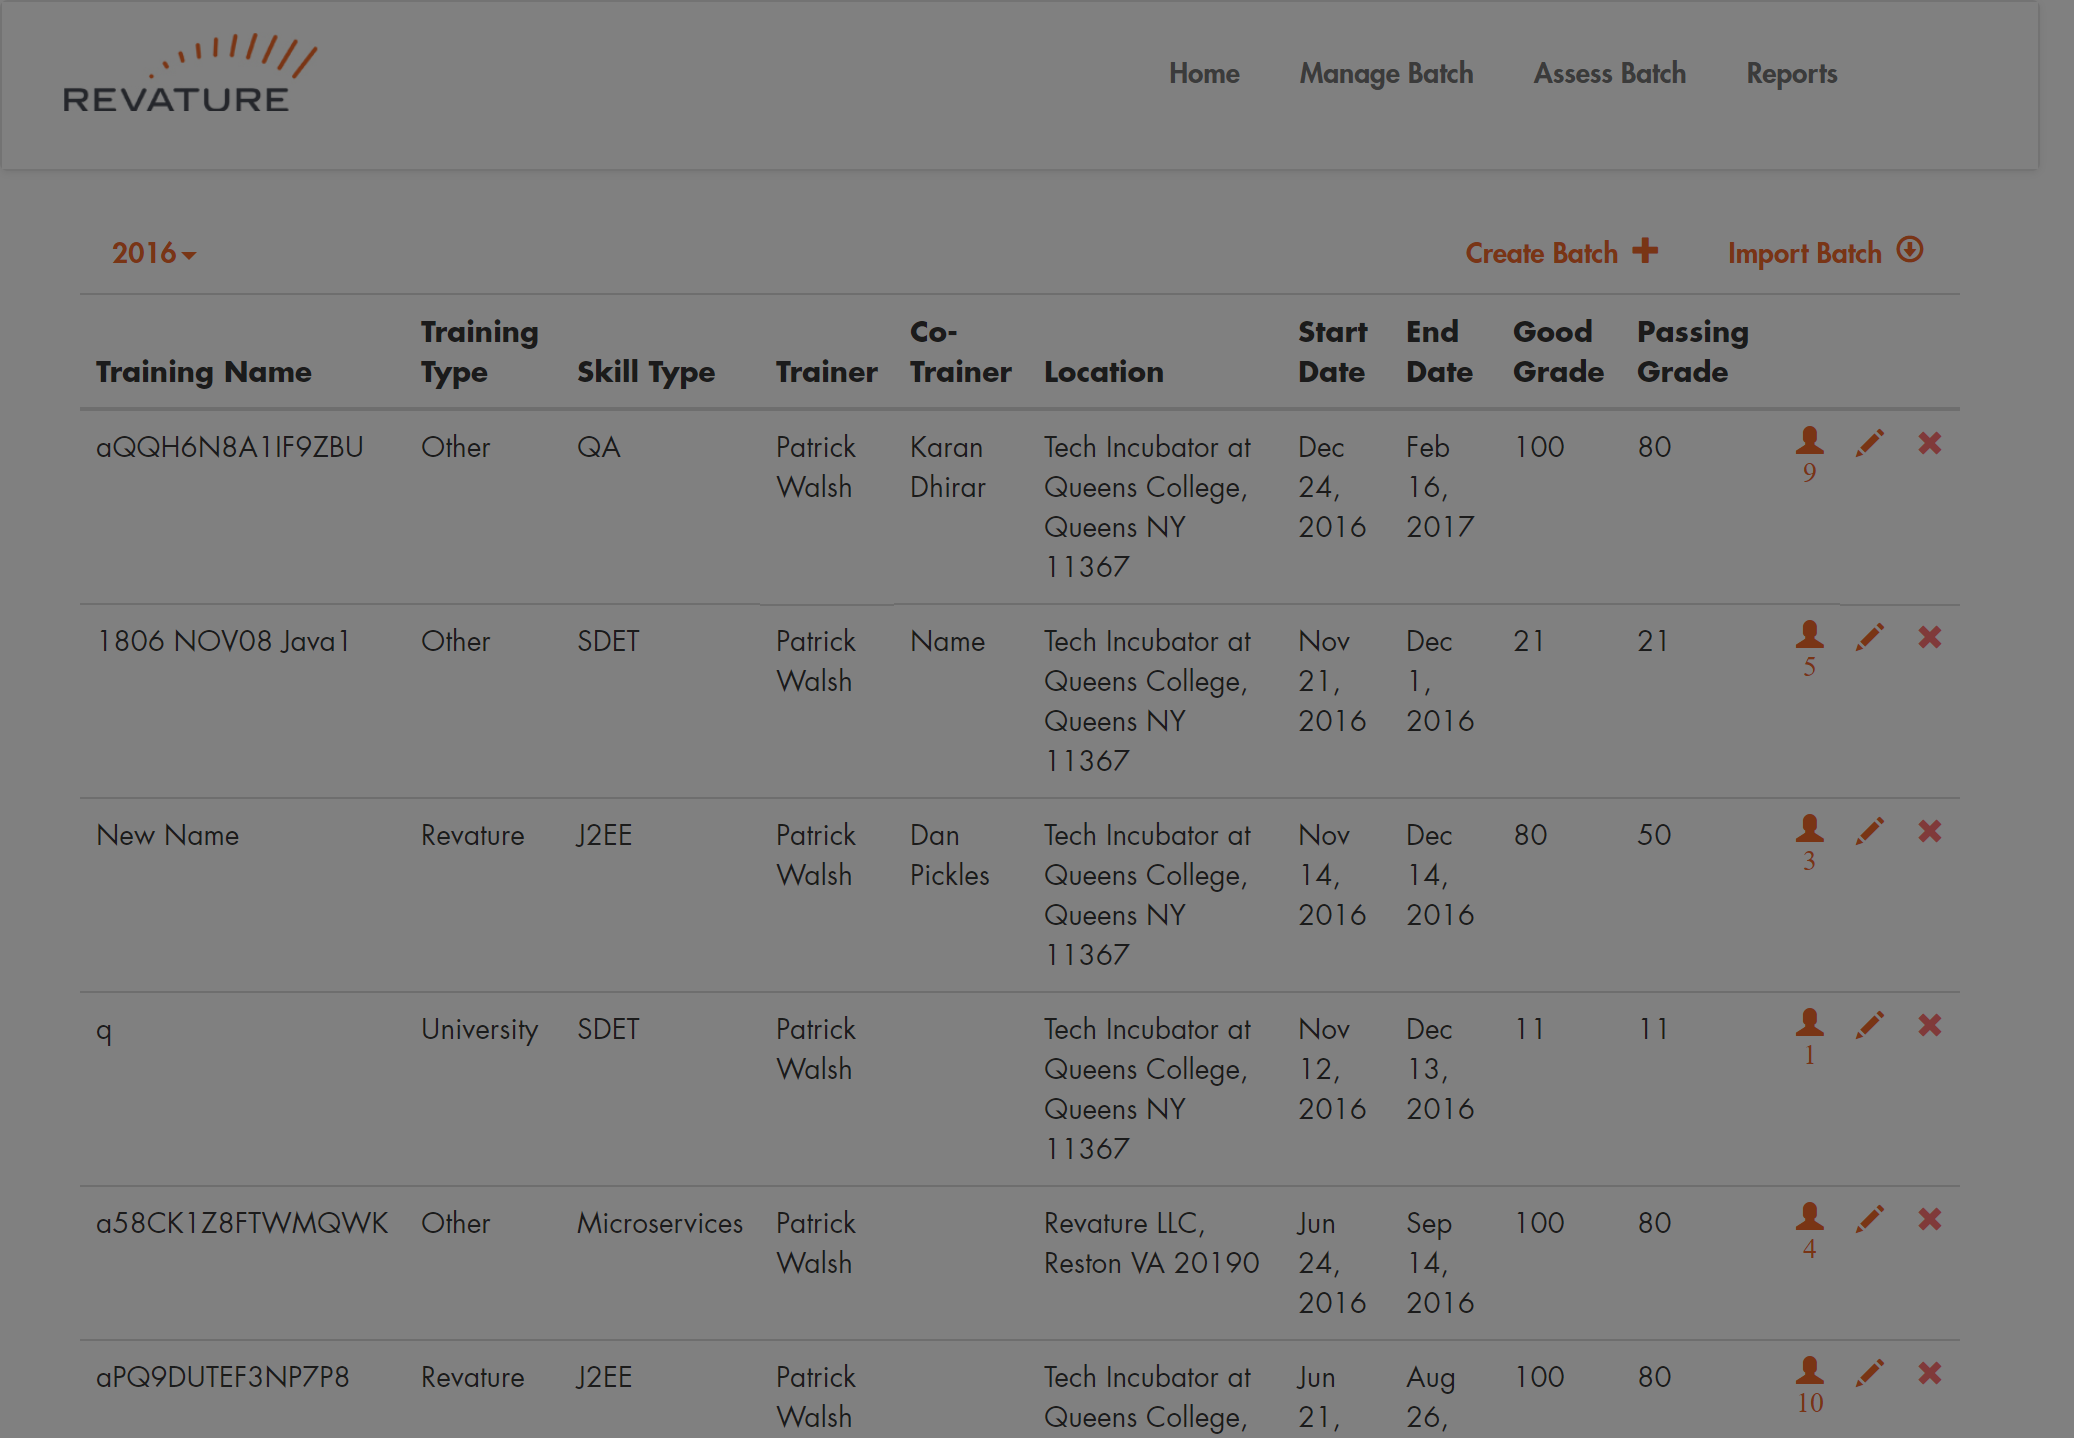 REVATURE
Home Manage Batch Assess Batch Reports
2016 Create Batch Import Batch
Training Co- Start End Good Passing
Training Name Type Skill Type Trainer Trainer Location Date Date Grade Grade
aQQH6N8A1IF9ZBU Other QA Patrick Karan Tech Incubator at Dec Feb 100 80
Walsh Dhirar Queens College, 24, 16, 9
Queens NY 2016 2017
11367
1806 NOV08 Java1 Other SDET Patrick Name Tech Incubator at Nov Dec 21 21
Walsh Queens College, 21, 1, 5
Queens NY 2016 2016
11367
New Name Revature J2EE Patrick Dan Tech Incubator at Nov Dec 80 50
Walsh Pickles Queens College, 14, 14, 3
Queens NY 2016 2016
11367
q University SDET Patrick Tech Incubator at Nov Dec 11 11
Walsh Queens College, 12, 13, 1
Queens NY 2016 2016
11367
a58CK1Z8FTWMQWK Other Microservices Patrick Revature LLC, Jun Sep 100 80
Walsh Reston VA 20190 24, 14, 4
2016 2016
aPQ9DUTEF3NP7P8 Revature J2EE Patrick Tech Incubator at Jun Aug 100 80
Walsh Queens College, 21, 26, 10